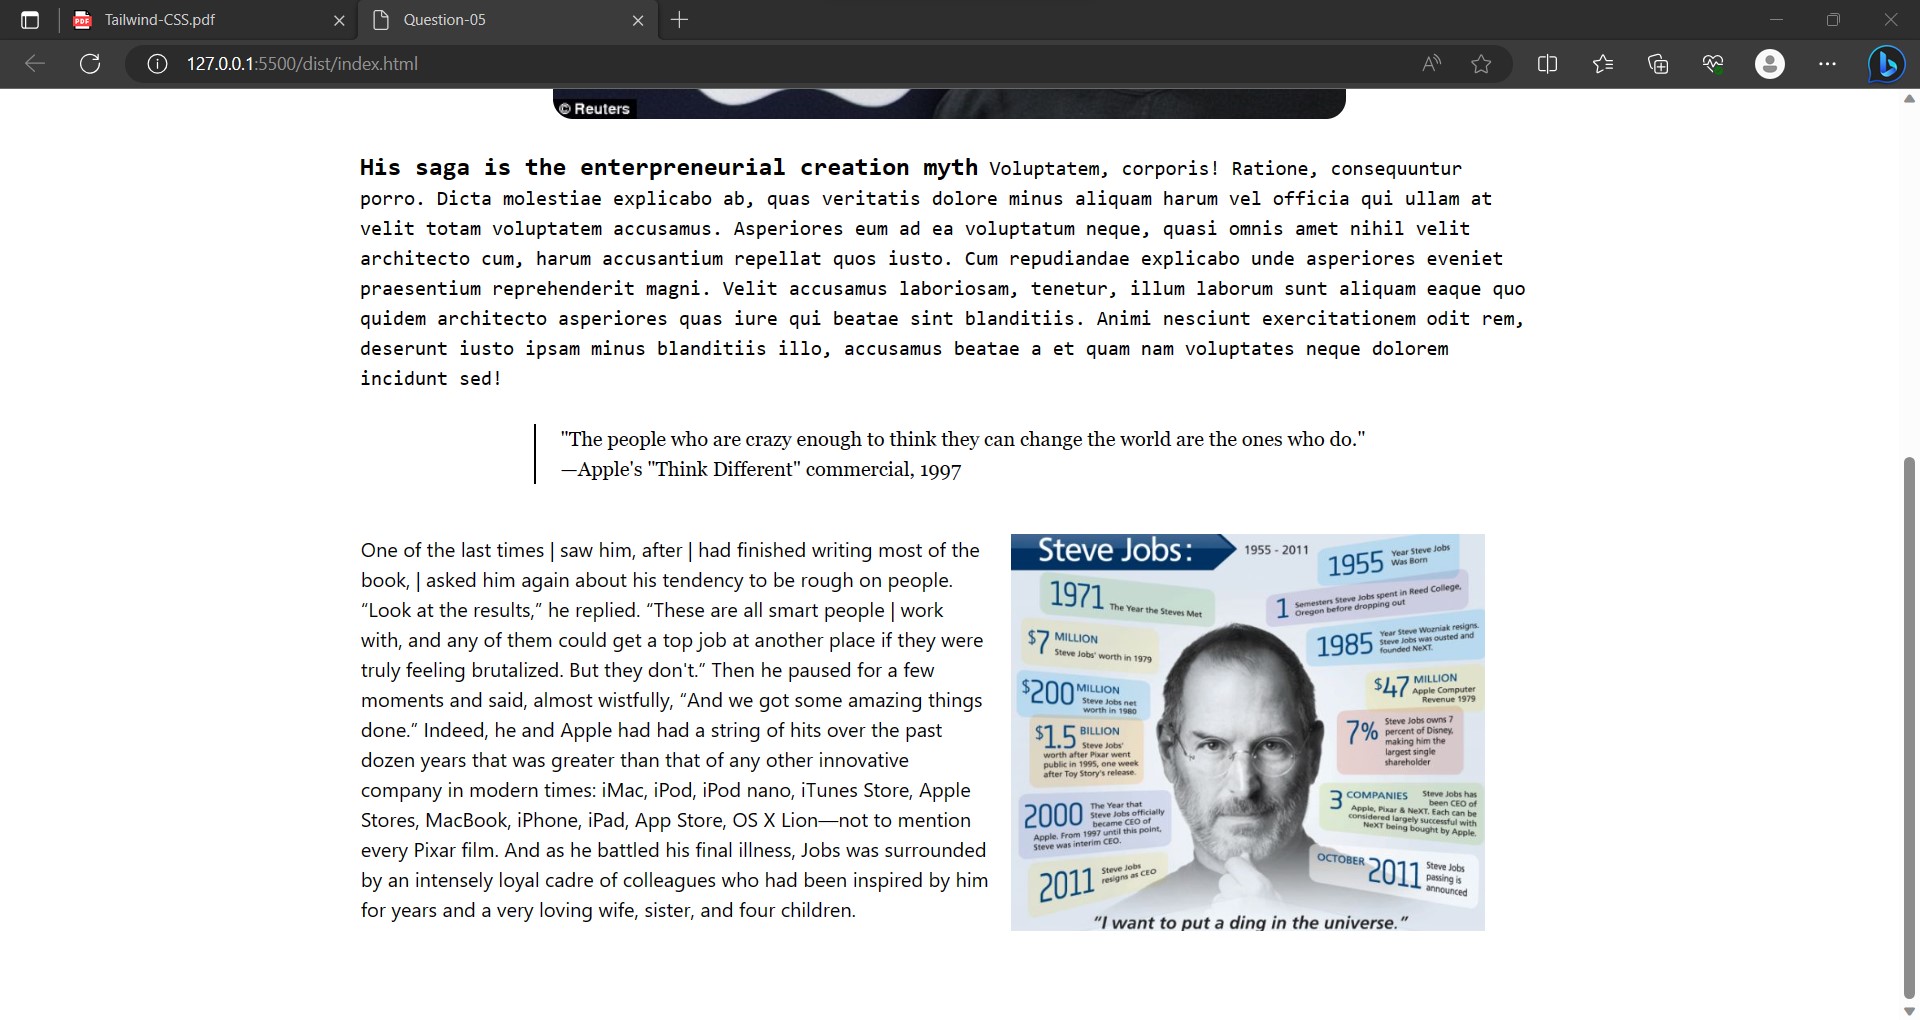 Tailwind-CSS.pdf
Question-05
127.0.0.1:5500/dist/index.html
© Reuters
His saga is the enterpreneurial creation myth Voluptatem, corporis! Ratione, consequuntur
porro. Dicta molestiae explicabo ab, quas veritatis dolore minus aliquam harum vel officia qui ullam at
velit totam voluptatem accusamus. Asperiores eum ad ea voluptatum neque, quasi omnis amet nihil velit
architecto cum, harum accusantium repellat quos iusto. Cum repudiandae explicabo unde asperiores eveniet
praesentium reprehenderit magni. Velit accusamus laboriosam, tenetur, illum laborum sunt aliquam eaque quo
quidem architecto asperiores quas iure qui beatae sint blanditiis. Animi nesciunt exercitationem odit rem,
deserunt iusto ipsam minus blanditiis illo, accusamus beatae a et quam nam voluptates neque dolorem
incidunt sed!
"The people who are crazy enough to think they can change the world are the ones who do."
—Apple's "Think Different" commercial, 1997
One of the last times | saw him, after | had finished writing most of the
book, | asked him again about his tendency to be rough on people.
“Look at the results,” he replied. “These are all smart people | work
with, and any of them could get a top job at another place if they were
truly feeling brutalized. But they don't.” Then he paused for a few
moments and said, almost wistfully, “And we got some amazing things
done.” Indeed, he and Apple had had a string of hits over the past
dozen years that was greater than that of any other innovative
company in modern times: iMac, iPod, iPod nano, iTunes Store, Apple
Stores, MacBook, iPhone, iPad, App Store, OS X Lion—not to mention
every Pixar film. And as he battled his final illness, Jobs was surrounded
by an intensely loyal cadre of colleagues who had been inspired by him
for years and a very loving wife, sister, and four children.
Steve Jobs:
1955 - 2011
1971 The Year the Steves Met
$7 MILLION
Steve Jobs' worth in 1979
$200 MILLION
Steve Jobs net
worth in 1980
$1.5 BILLION
Steve Jobs'
worth after Pixar went
public in 1995, one week
after Toy Story's release.
2000 The Year that
Steve Jobs officially
became CEO of
Apple. From 1997 until this point,
Steve was interim CEO.
2011 Steve Jobs
resigns as CEO
1955 Year Steve Jobs
Was Born
1 Semesters Steve Jobs spent in Reed College,
Oregon before dropping out
1985 Year Steve Wozniak resigns.
Steve Jobs was ousted and
founded NeXT.
$47 MILLION
Apple Computer
Revenue 1979
7% Steve Jobs owns 7
percent of Disney,
making him the
largest single
shareholder
3 COMPANIES Steve Jobs has
been CEO of
Apple, Pixar & NeXT. Each can be
considered largely successful with
NeXT being bought by Apple.
OCTOBER 2011 Steve Jobs
passing is
announced
“I want to put a ding in the universe.”